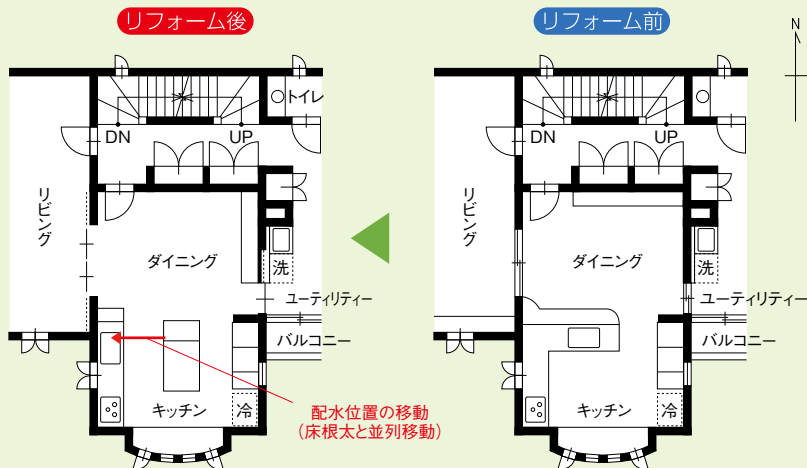 リフォーム後
トイレ
DN
UP
リビング
ダイニング
洗
ユーティリティー
バルコニー
キッチン
冷
配水位置の移動
(床根太と並列移動)
リフォーム前
N
DN
UP
リビング
ダイニング
洗
ユーティリティー
バルコニー
キッチン
冷